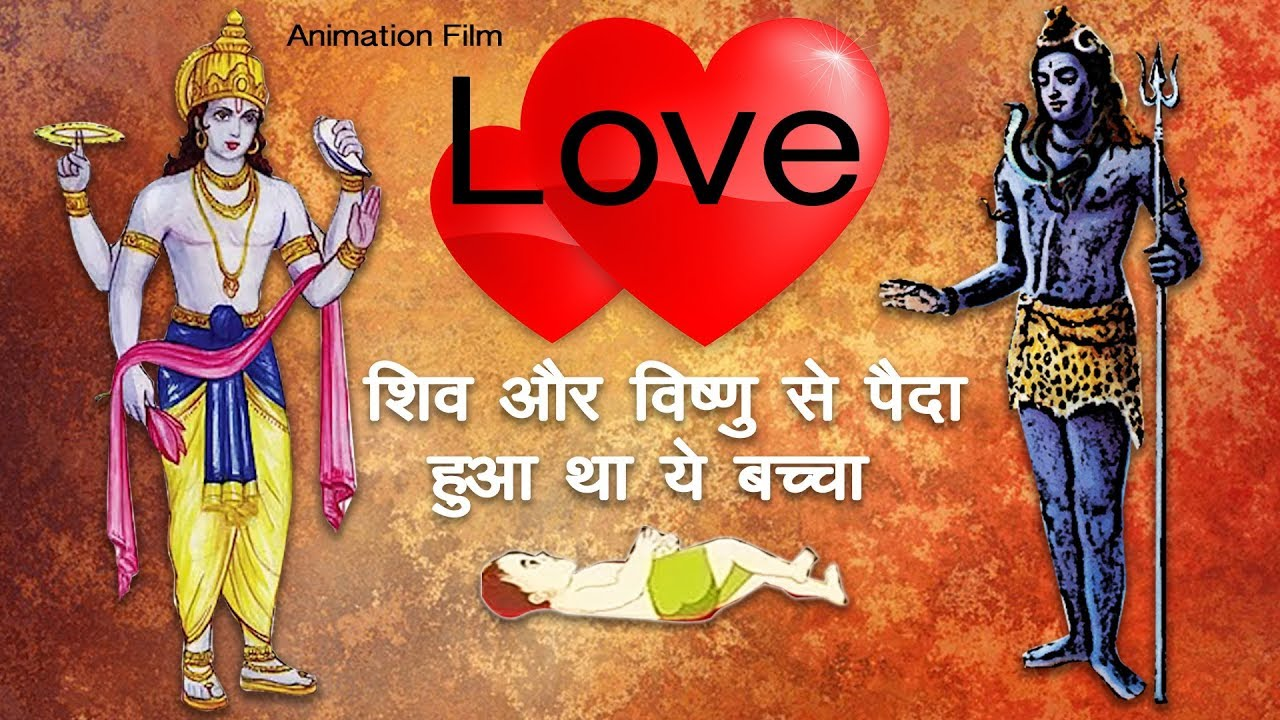 Animation Film
Love
शिव और विष्णु से पैदा
हुआ था ये बच्चा